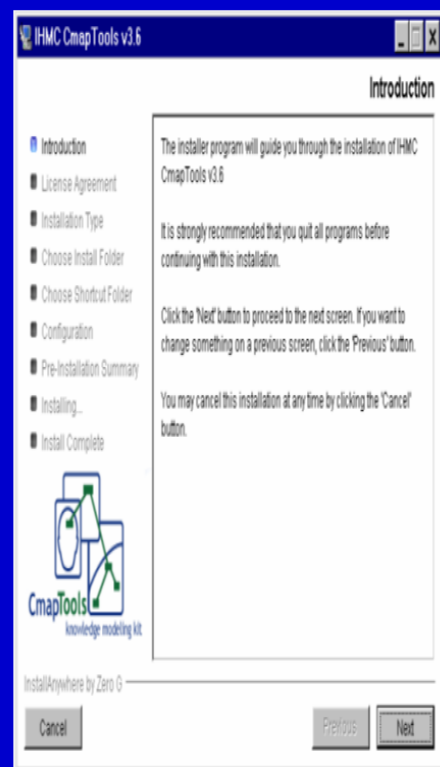 IHMC CmapTools v3.6
Introduction
Introduction
License Agreement
Installation Type
Choose Install Folder
Choose Shortcut Folder
Configuration
Pre-Installation Summary
Installing...
Install Complete
The installer program will guide you through the installation of IHMC
CmapTools v3.6
It is strongly recommended that you quit all programs before
continuing with this installation.
Click the 'Next' button to proceed to the next screen. If you want to
change something on a previous screen, click the 'Previous' button.
You may cancel this installation at any time by clicking the 'Cancel'
button.
CmapTools
knowledge modeling kit
InstallAnywhere by Zero G
Cancel
Previous
Next